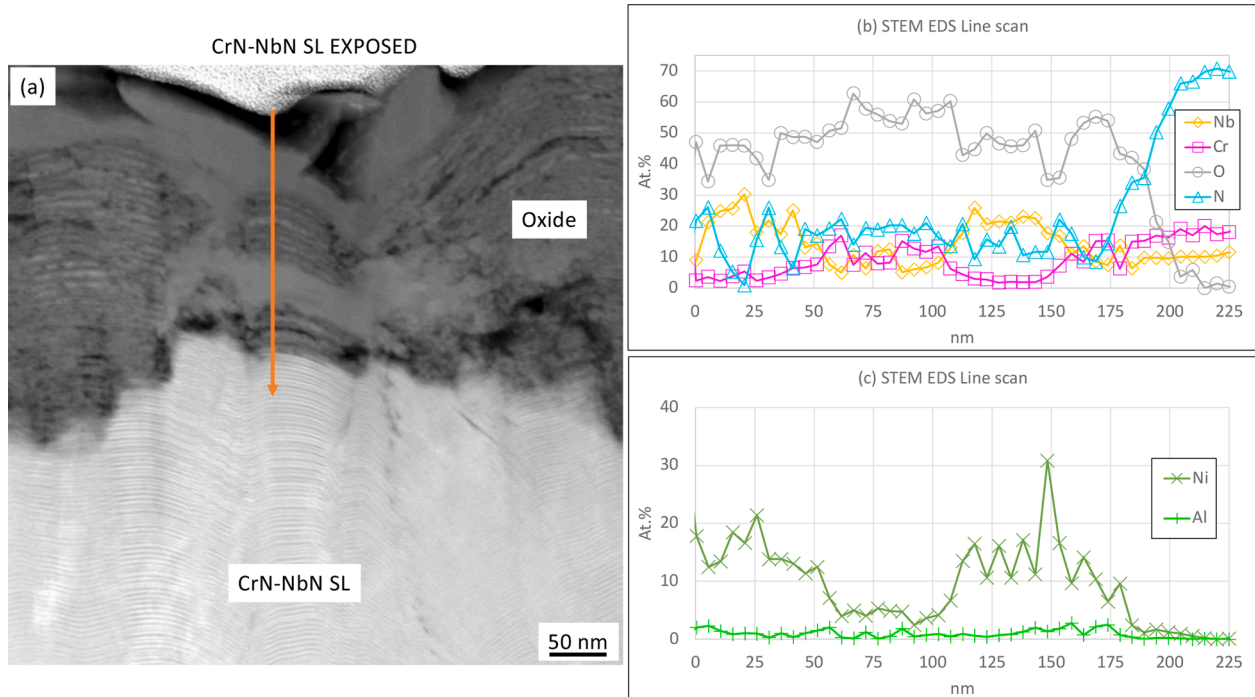 CrN-NbN SL EXPOSED
(a)
Oxide
CrN-NbN SL
50 nm
(b) STEM EDS Line scan
At.%
70
60
50
40
30
20
10
0
0 25 50 75 100 125 150 175 200 225
nm
Nb
Cr
O
N
(c) STEM EDS Line scan
At.%
40
30
20
10
0
0 25 50 75 100 125 150 175 200 225
nm
Ni
Al